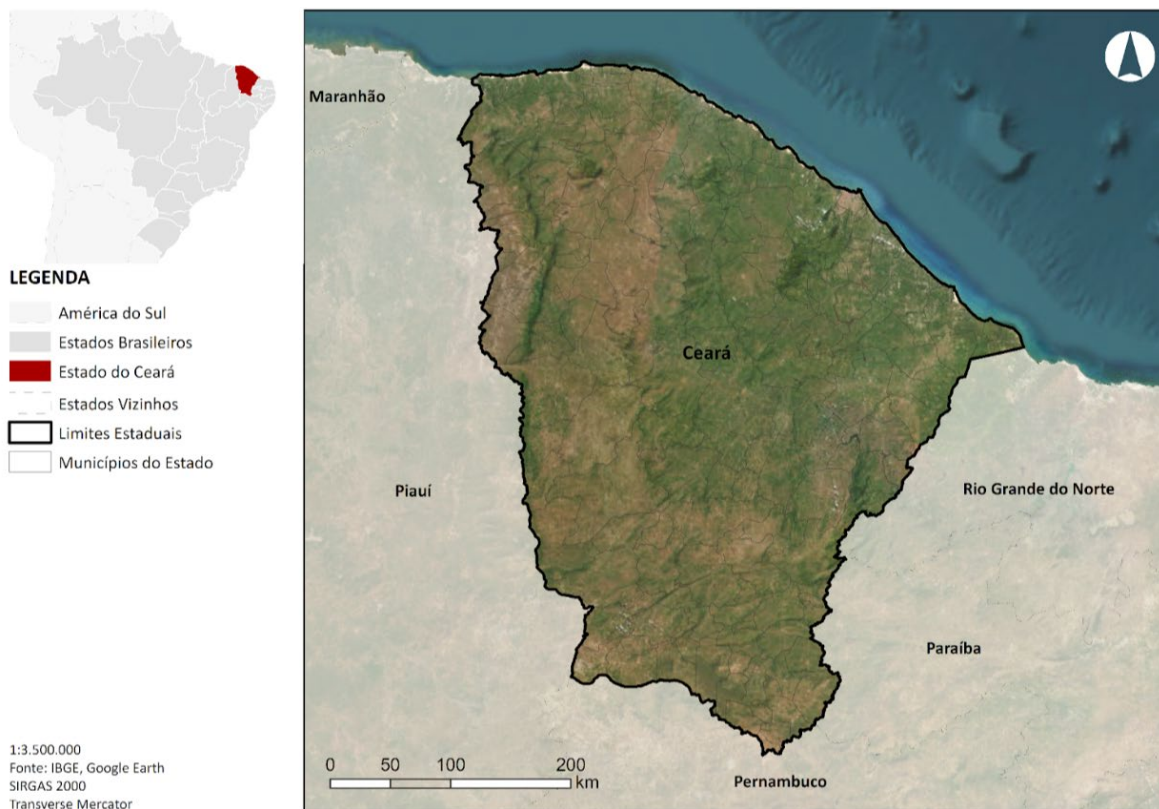 LEGENDA
América do Sul
Estados Brasileiros
Estado do Ceará
Estados Vizinhos
Limites Estaduais
Municípios do Estado
1:3.500.000
Fonte: IBGE, Google Earth
SIRGAS 2000
Transverse Mercator
Maranhão
Ceará
Piauí
Rio Grande do Norte
Paraíba
Pernambuco
0 50 100 200
km